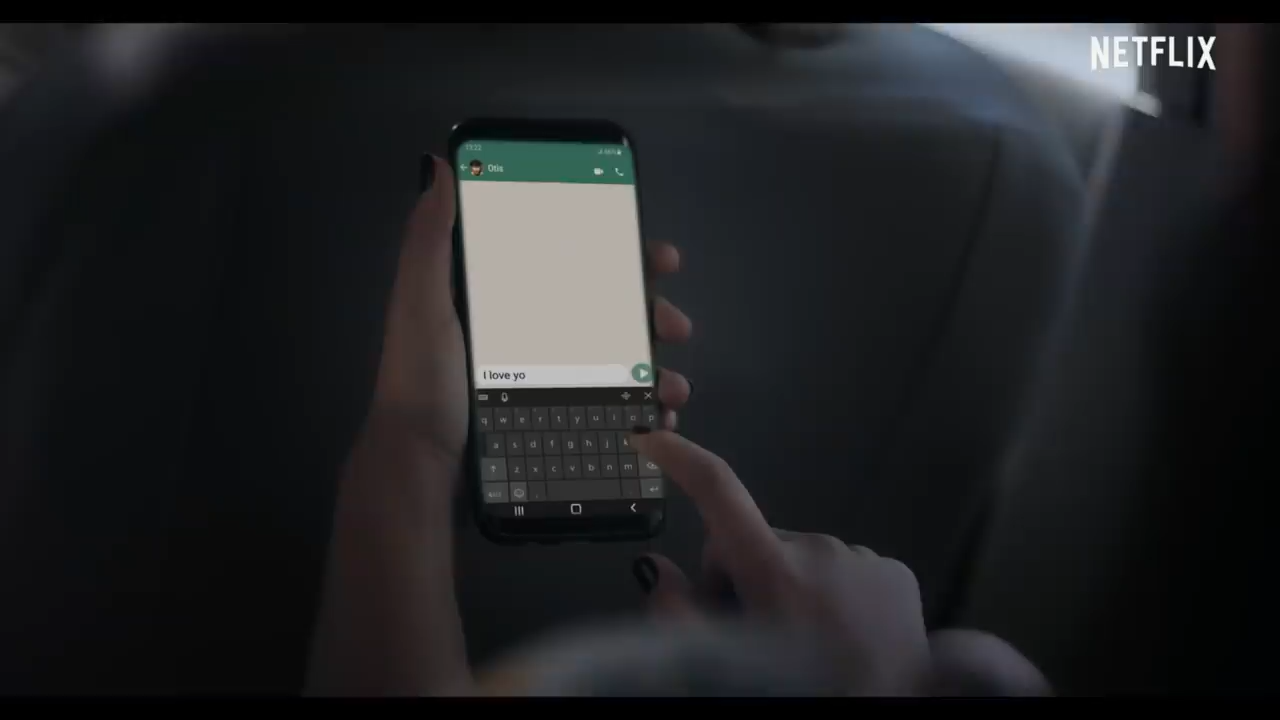 NETFLIX
Otis
I love yo
q w e r t y u i o p
a s d f g h j k
z x c v b n m